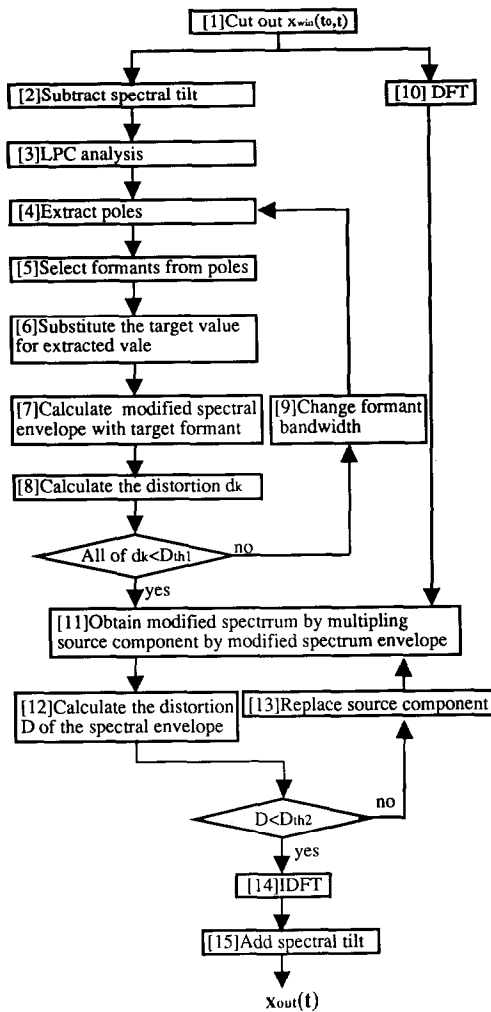 [1]Cut out xwin(t0,t)
[2]Subtract spectral tilt
[10] DFT
[3]LPC analysis
[4]Extract poles
[5]Select formants from poles
[6]Substitute the target value
for extracted vale
[7]Calculate modified spectral
envelope with target formant
[9]Change formant
bandwidth
[8]Calculate the distortion dk
All of dk<Dth1
no
yes
[11]Obtain modified spectrrum by multipling
source component by modified spectrum envelope
[12]Calculate the distortion
D of the spectral envelope
[13]Replace source component
D<Dth2
no
yes
[14]IDFT
[15]Add spectral tilt
xout(t)